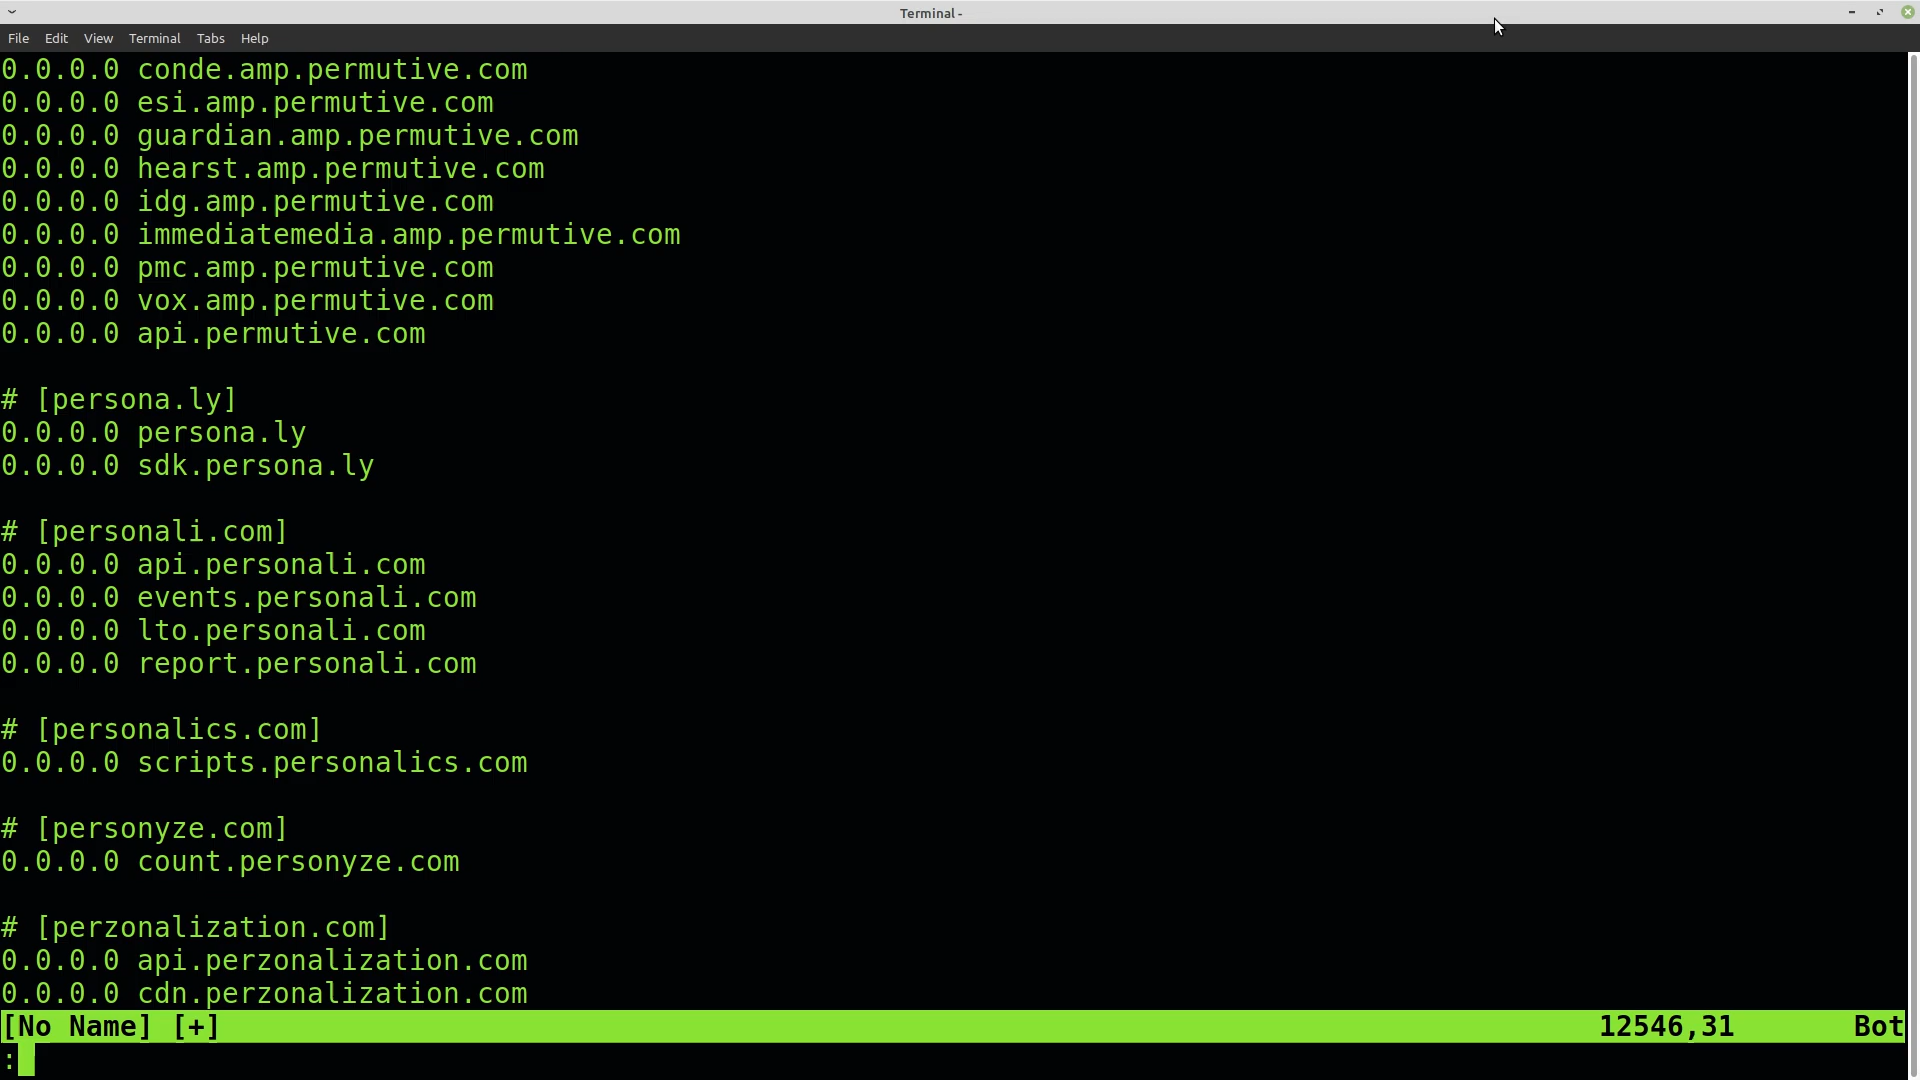 Terminal -
File Edit View Terminal Tabs Help
0.0.0.0 conde.amp.permutive.com
0.0.0.0 esi.amp.permutive.com
0.0.0.0 guardian.amp.permutive.com
0.0.0.0 hearst.amp.permutive.com
0.0.0.0 idg.amp.permutive.com
0.0.0.0 immediatemedia.amp.permutive.com
0.0.0.0 pmc.amp.permutive.com
0.0.0.0 vox.amp.permutive.com
0.0.0.0 api.permutive.com
# [persona.ly]
0.0.0.0 persona.ly
0.0.0.0 sdk.persona.ly
# [personali.com]
0.0.0.0 api.personali.com
0.0.0.0 events.personali.com
0.0.0.0 lto.personali.com
0.0.0.0 report.personali.com
# [personalics.com]
0.0.0.0 scripts.personalics.com
# [personyze.com]
0.0.0.0 count.personyze.com
# [perzonalization.com]
0.0.0.0 api.perzonalization.com
0.0.0.0 cdn.perzonalization.com
[No Name] [+] 12546,31 Bot
: